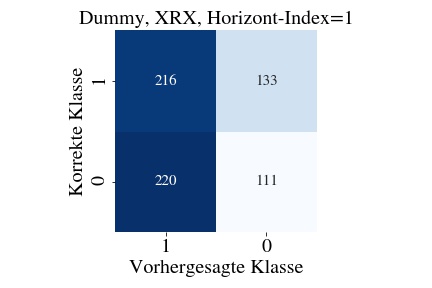 Dummy, XRX, Horizont-Index=1
Korrekte Klasse
1
216
133
0
220
111
1
0
Vorhergesagte Klasse